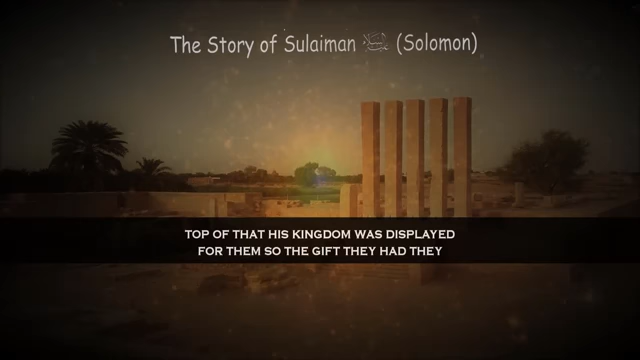 The Story of Sulaiman (Solomon)
TOP OF THAT HIS KINGDOM WAS DISPLAYED
FOR THEM SO THE GIFT THEY HAD THEY